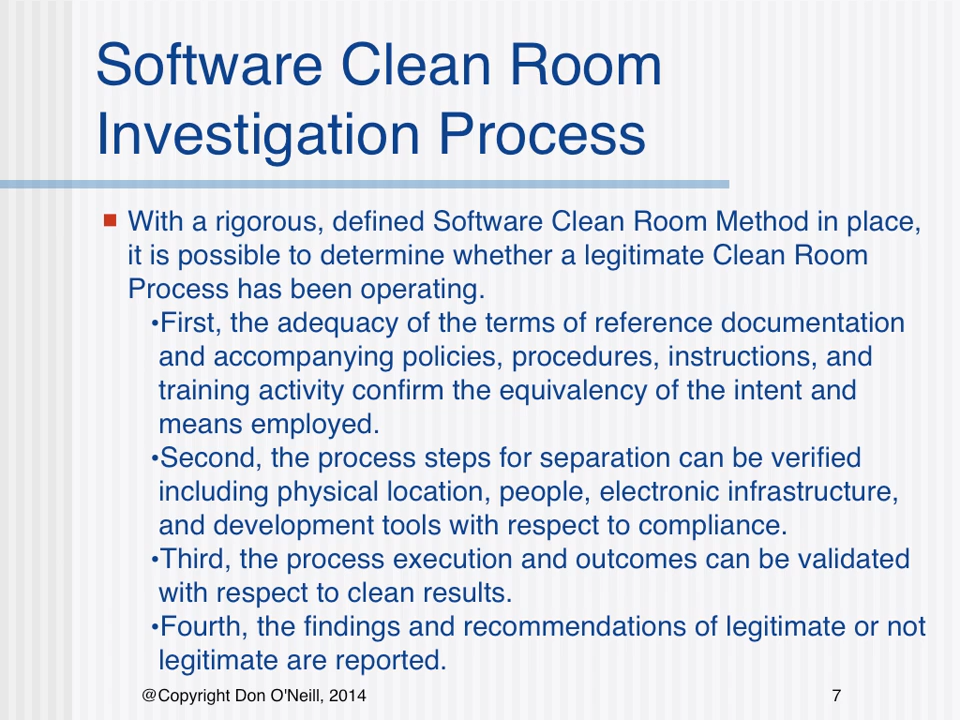 Software Clean Room
Investigation Process
With a rigorous, defined Software Clean Room Method in place,
it is possible to determine whether a legitimate Clean Room
Process has been operating.
•First, the adequacy of the terms of reference documentation
and accompanying policies, procedures, instructions, and
training activity confirm the equivalency of the intent and
means employed.
•Second, the process steps for separation can be verified
including physical location, people, electronic infrastructure,
and development tools with respect to compliance.
•Third, the process execution and outcomes can be validated
with respect to clean results.
•Fourth, the findings and recommendations of legitimate or not
legitimate are reported.
@Copyright Don O'Neill, 2014 7